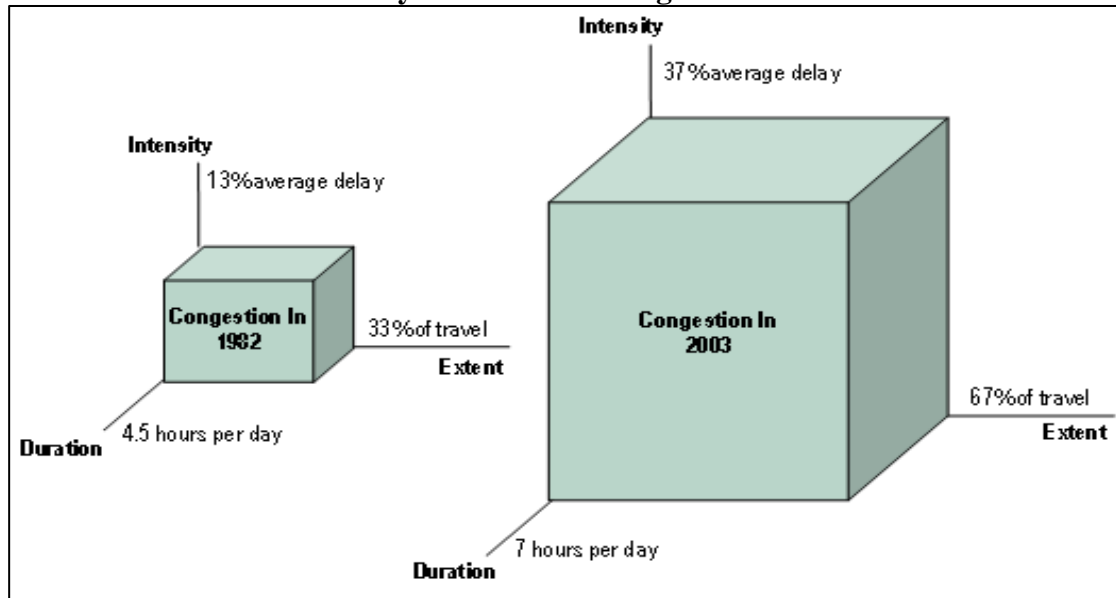 Intensity
13% average delay
Congestion In
1982
33% of travel
Extent
4.5 hours per day
Duration
Intensity
37% average delay
Congestion In
2003
67% of travel
Extent
7 hours per day
Duration